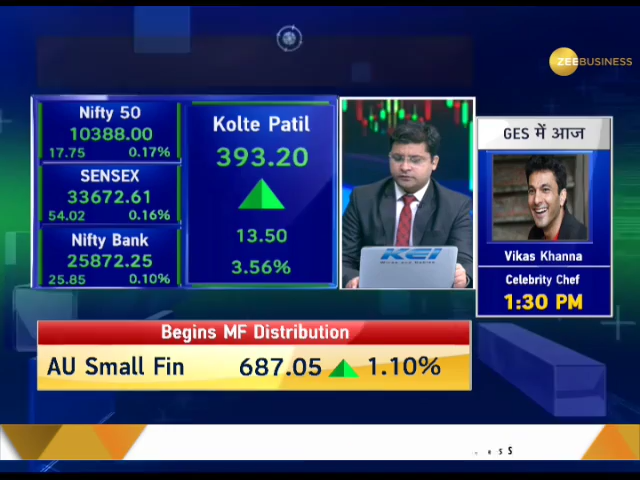 ZEEBUSINESS
Nifty 50
10388.00
17.75 0.17%
SENSEX
33672.61
54.02 0.16%
Nifty Bank
25872.25
25.85 0.10%
Kolte Patil
393.20
13.50
3.56%
KEI
GES में आज
Vikas Khanna
Celebrity Chef
1:30 PM
Begins MF Distribution
AU Small Fin 687.05 1.10%